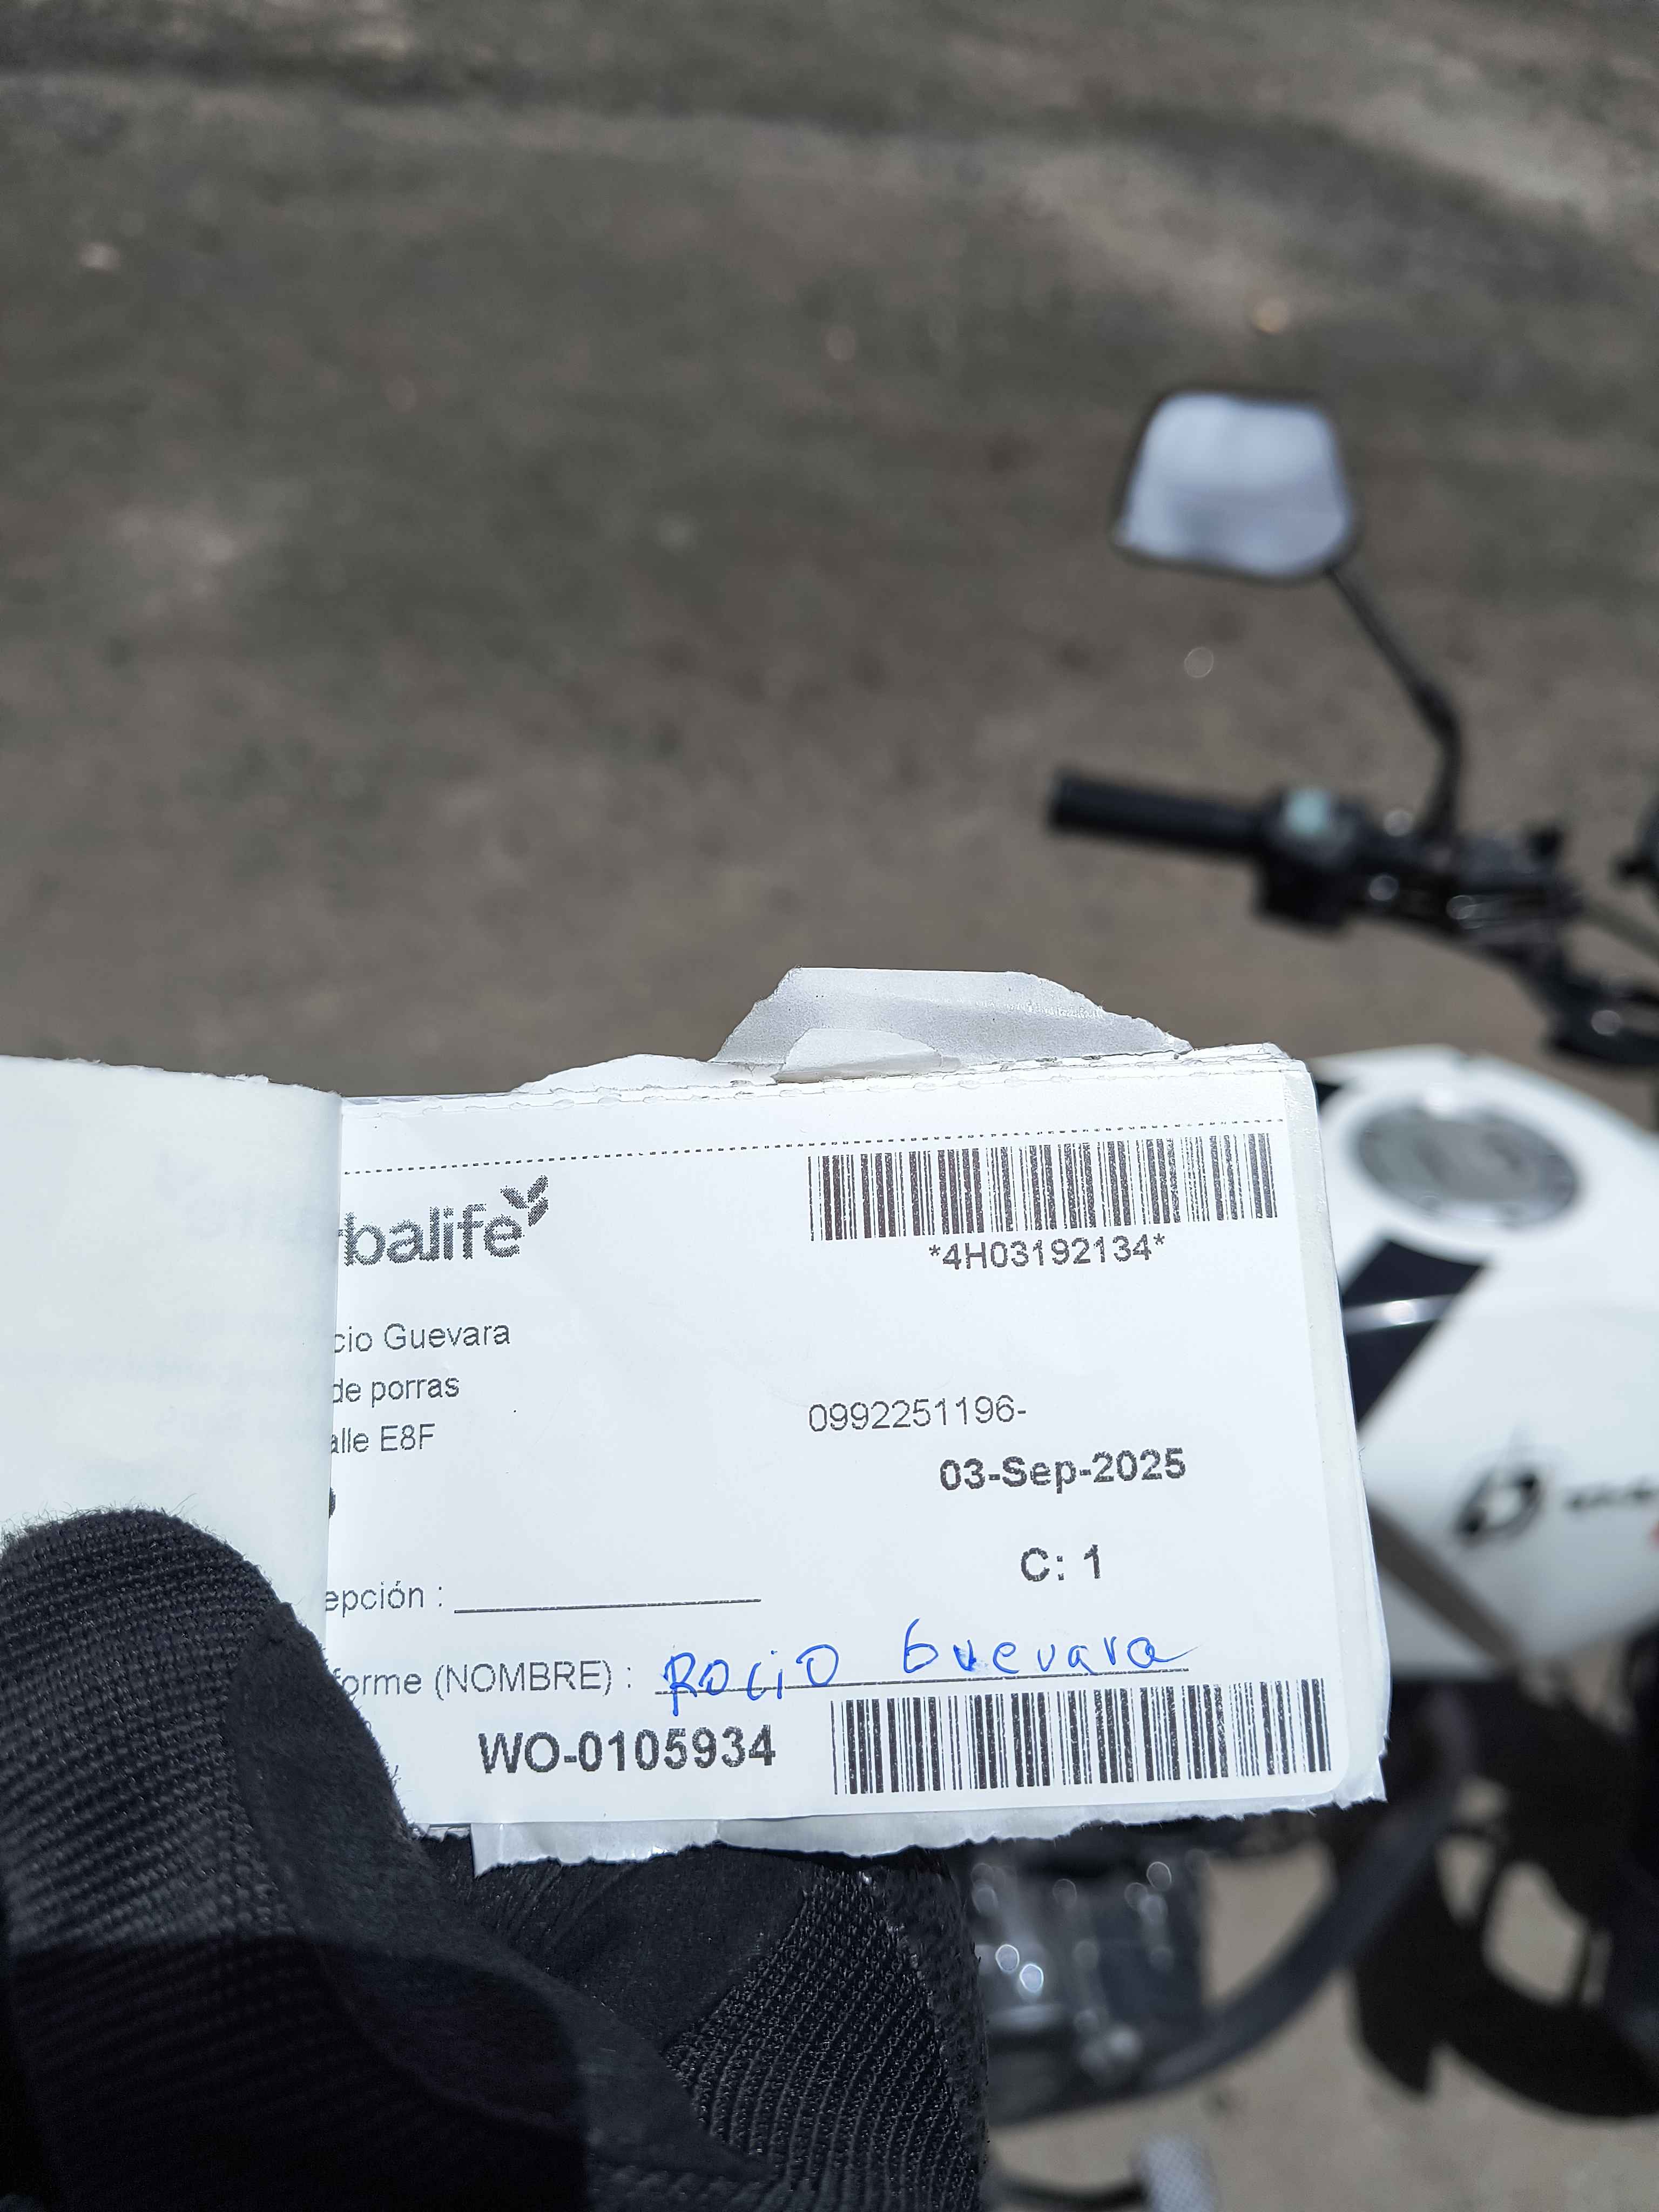 rbalife
*4H03192134*
cio Guevara
de porras
0992251196-
alle E8F
03-Sep-2025
C: 1
epción :
forme (NOMBRE) : Rocio Guevara
WO-0105934